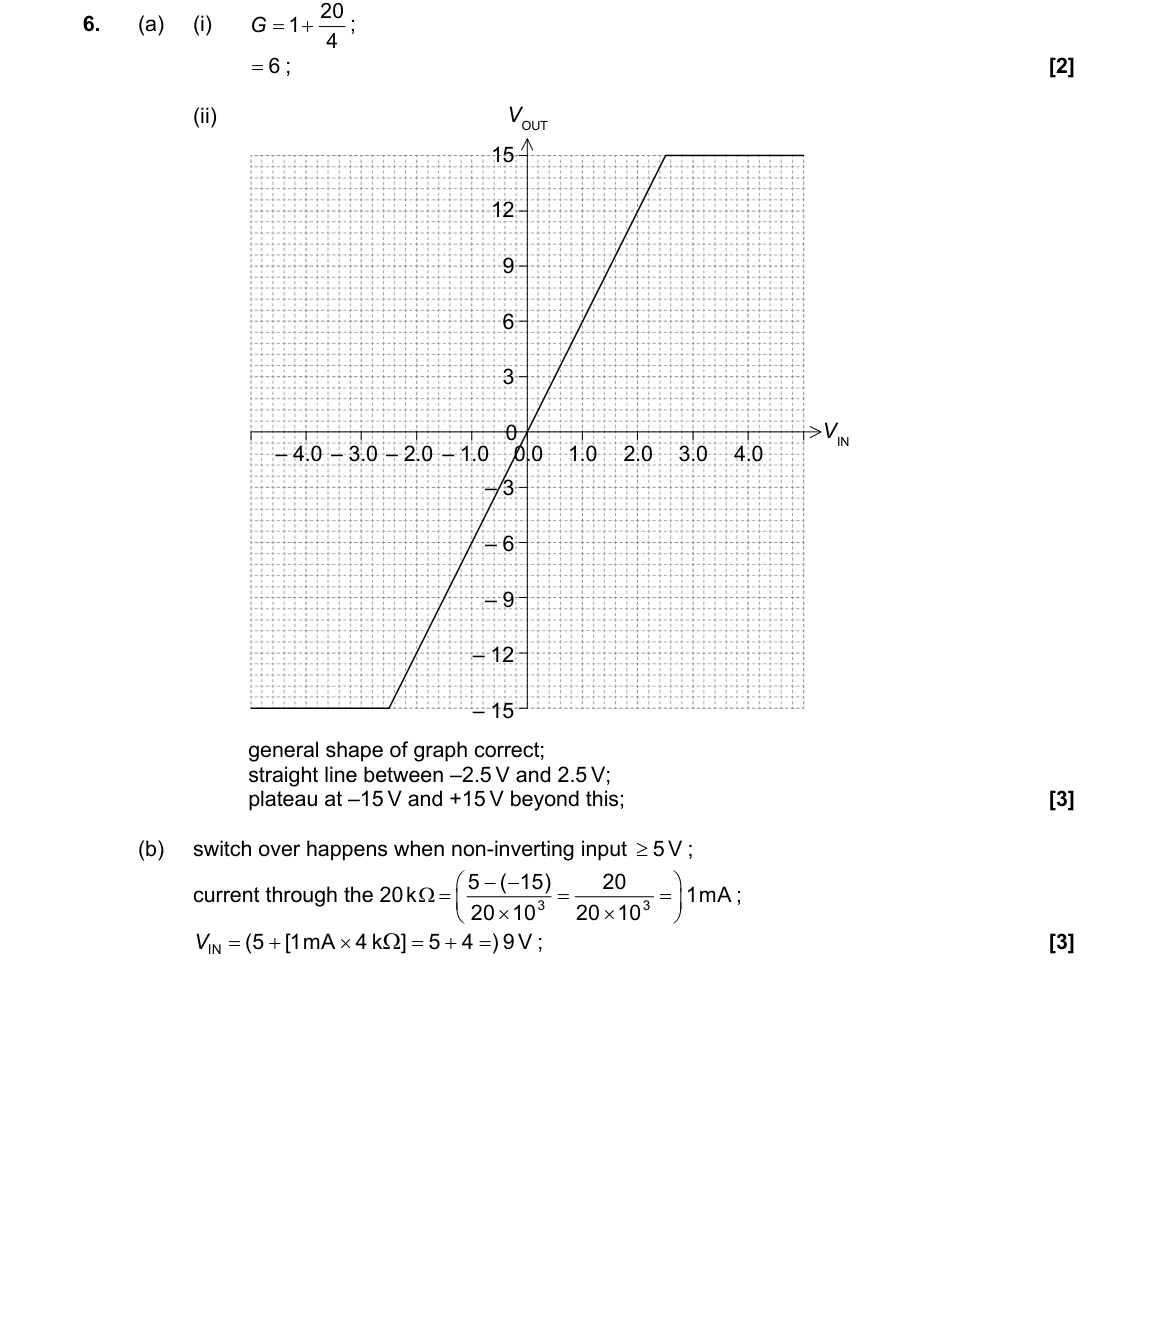 6. (a) (i) G = 1 + 20/4 ;
= 6 ; [2]
(ii) V_OUT
15
12
9
6
3
0 V_IN
– 4.0 – 3.0 – 2.0 – 1.0 0.0 1.0 2.0 3.0 4.0
– 3
– 6
– 9
– 12
– 15
general shape of graph correct;
straight line between –2.5 V and 2.5 V;
plateau at –15 V and +15 V beyond this; [3]
(b) switch over happens when non-inverting input ≥ 5 V ;
current through the 20 kΩ = ( (5 – (–15))/(20 × 10³) = 20/(20 × 10³) = ) 1 mA ;
V_IN = (5 + [1 mA × 4 kΩ] = 5 + 4 =) 9 V ; [3]